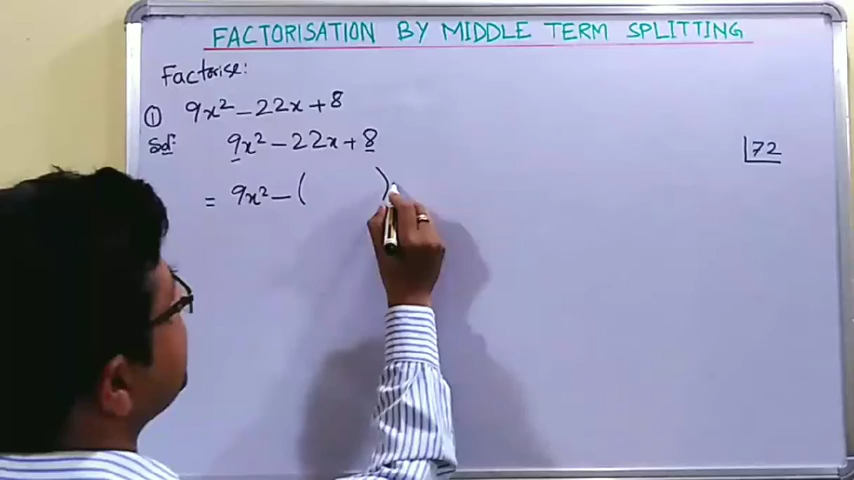 FACTORISATION BY MIDDLE TERM SPLITTING
Factorise:
① 9x² - 22x + 8
Sol: 9x² - 22x + 8
72
= 9x² - ( )